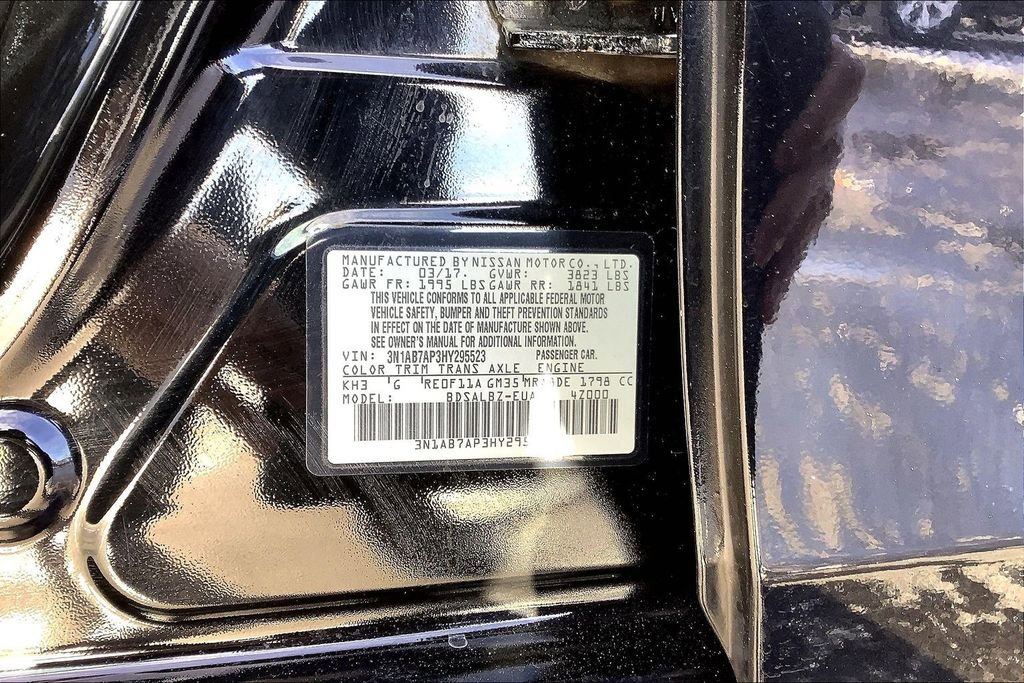 MANUFACTURED BY NISSAN MOTOR CO., LTD.
DATE: 03/17. GVWR: 3823 LBS
GAWR FR: 1995 LBS GAWR RR: 1841 LBS
THIS VEHICLE CONFORMS TO ALL APPLICABLE FEDERAL MOTOR
VEHICLE SAFETY, BUMPER AND THEFT PREVENTION STANDARDS
IN EFFECT ON THE DATE OF MANUFACTURE SHOWN ABOVE.
SEE OWNER'S MANUAL FOR ADDITIONAL INFORMATION.
VIN: 3N1AB7AP3HY295523 PASSENGER CAR.
COLOR TRIM TRANS AXLE ENGINE
KH3 G RE0F11A GM35 1798 CC
MODEL: BDSALBZ-EUA 4Z000
3N1AB7AP3HY295